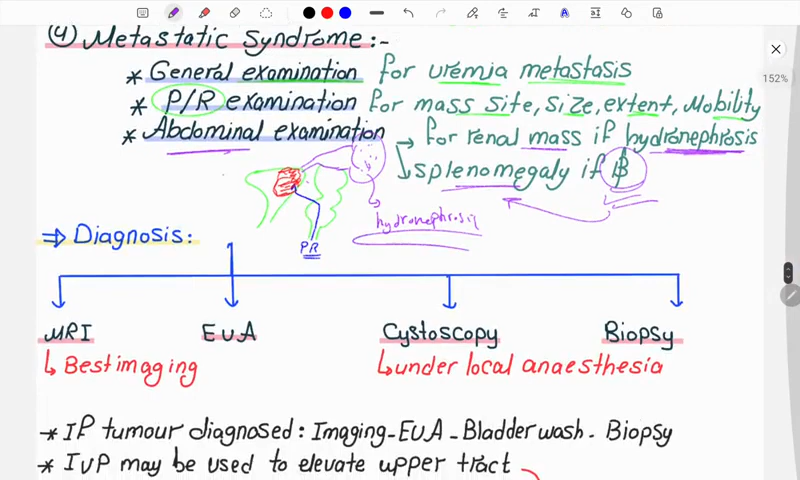 152%
(4) Metastatic Syndrome:-
* General examination for uremia metastasis
* P/R examination for mass site, size, extent, Mobility
* Abdominal examination → for renal mass if hydronephrosis
↳ splenomegaly if
hydronephrosis
PR
⇒ Diagnosis:
MRI EUA Cystoscopy Biopsy
↳ Best imaging ↳ under local anaesthesia
* IF tumour diagnosed: Imaging - EUA - Bladder wash - Biopsy
* IVP may be used to elevate upper tract